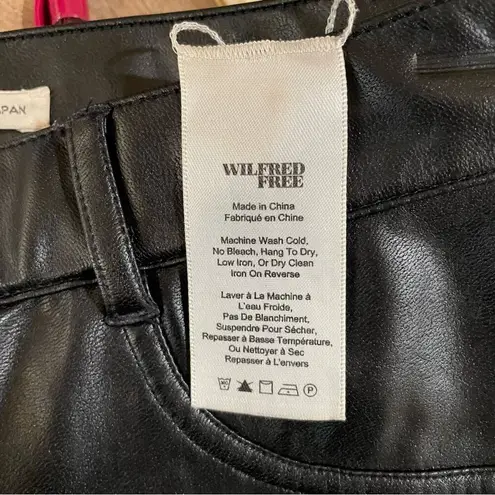 WILFRED
FREE
Made in China
Fabriqué en Chine
Machine Wash Cold,
No Bleach, Hang To Dry,
Low Iron, Or Dry Clean
Iron On Reverse
Laver à La Machine à
L'eau Froide,
Pas De Blanchiment,
Suspendre Pour Sécher,
Repasser à Basse Température,
Ou Nettoyer à Sec
Repasser à L'envers
P